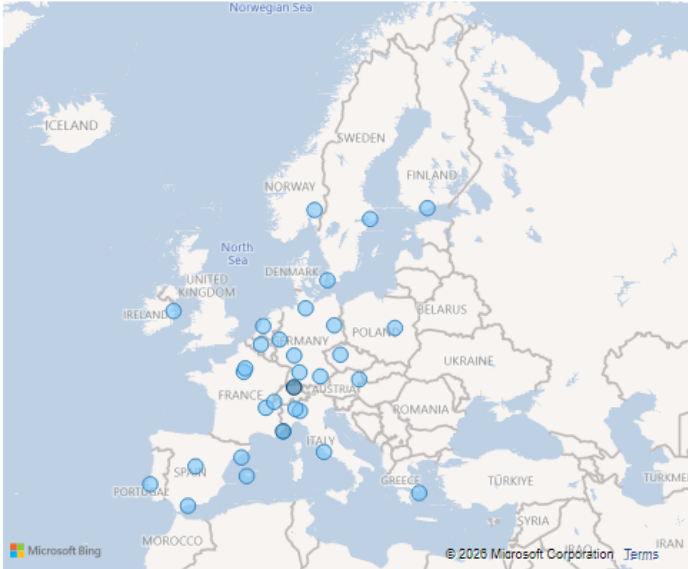 Norwegian Sea
ICELAND
SWEDEN
FINLAND
NORWAY
North
Sea
DENMARK
UNITED
KINGDOM
IRELAND
BELARUS
POLAND
GERMANY
UKRAINE
FRANCE
AUSTRIA
ROMANIA
ITALY
SPAIN
GREECE
TÜRKIYE
TURKME
PORTUGAL
SYRIA
MOROCCO
IRAQ
IRAN
Microsoft Bing
© 2026 Microsoft Corporation Terms